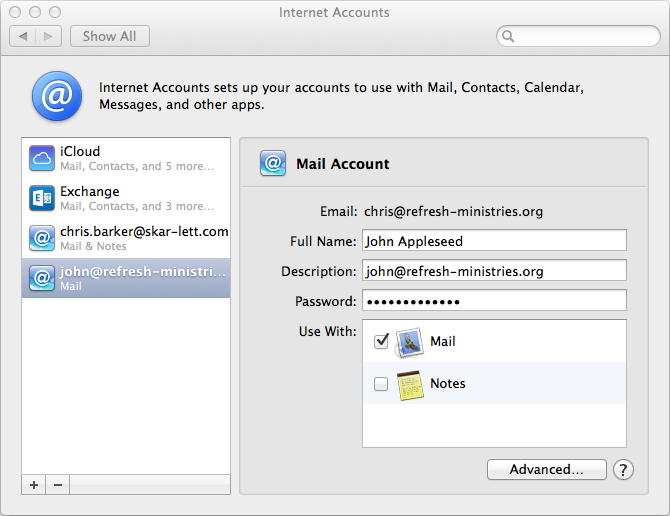 Internet Accounts
Show All
Internet Accounts sets up your accounts to use with Mail, Contacts, Calendar,
Messages, and other apps.
iCloud
Mail, Contacts, and 5 more...
Exchange
Mail, Contacts, and 3 more...
chris.barker@skar-lett.com
Mail & Notes
john@refresh-ministri...
Mail
+ −
Mail Account
Email: chris@refresh-ministries.org
Full Name: John Appleseed
Description: john@refresh-ministries.org
Password: •••••••••••••
Use With:
Mail
Notes
Advanced... ?